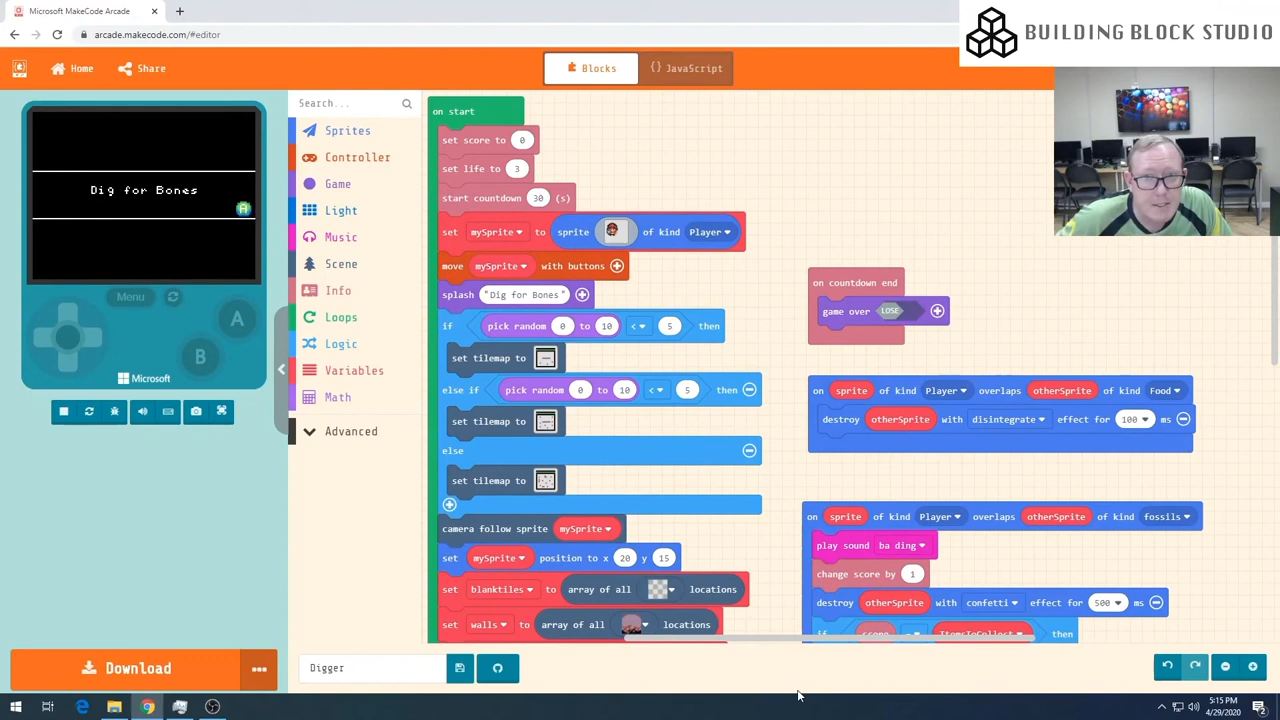 Microsoft MakeCode Arcade
arcade.makecode.com/#editor
BUILDING BLOCK STUDIO
Home
Share
Blocks
{} JavaScript
Dig for Bones
A
Menu
A
B
Microsoft
Search...
Sprites
Controller
Game
Light
Music
Scene
Info
Loops
Logic
Variables
Math
Advanced
on start
set score to 0
set life to 3
start countdown 30 (s)
set mySprite to sprite of kind Player
move mySprite with buttons
splash "Dig for Bones"
if pick random 0 to 10 < 5 then
set tilemap to
else if pick random 0 to 10 < 5 then
set tilemap to
else
set tilemap to
camera follow sprite mySprite
set mySprite position to x 20 y 15
set blanktiles to array of all locations
set walls to array of all locations
on countdown end
game over LOSE
on sprite of kind Player overlaps otherSprite of kind Food
destroy otherSprite with disintegrate effect for 100 ms
on sprite of kind Player overlaps otherSprite of kind fossils
play sound ba ding
change score by 1
destroy otherSprite with confetti effect for 500 ms
if score = ItemsToCollect then
Download
Digger
5:15 PM
4/29/2020
2